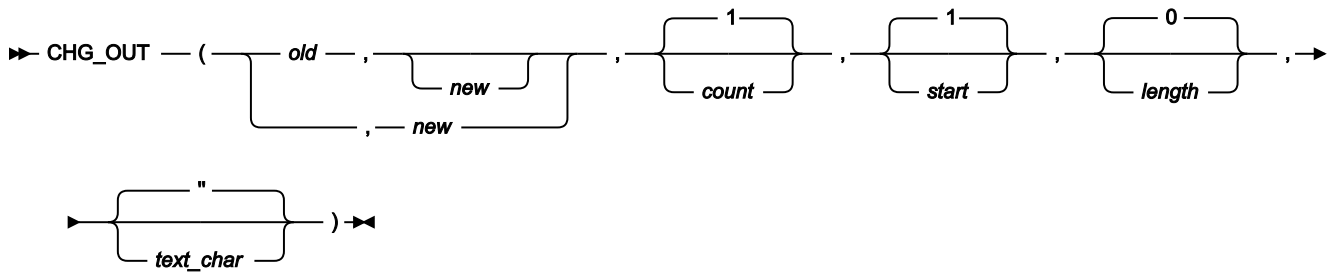 1 1 0
CHG_OUT ( old , , count , start , length ,
new
, new
"
)
text_char